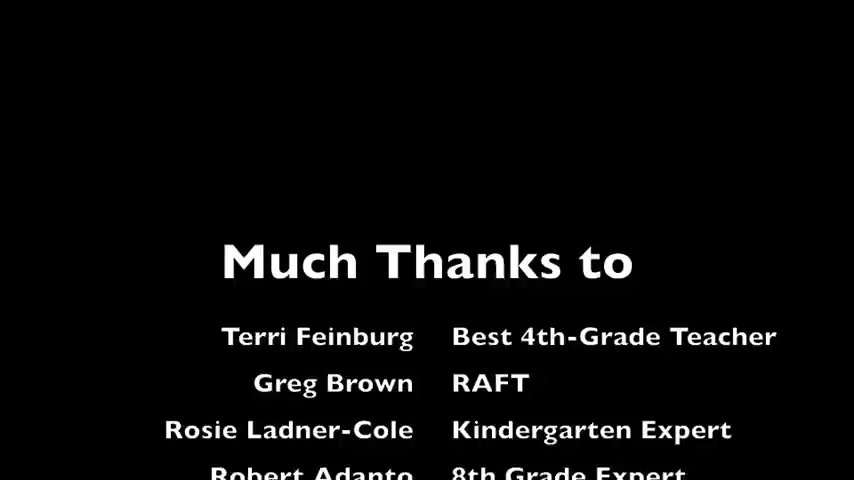 Much Thanks to
Terri Feinburg Best 4th-Grade Teacher
Greg Brown RAFT
Rosie Ladner-Cole Kindergarten Expert
Robert Adanto 8th Grade Expert